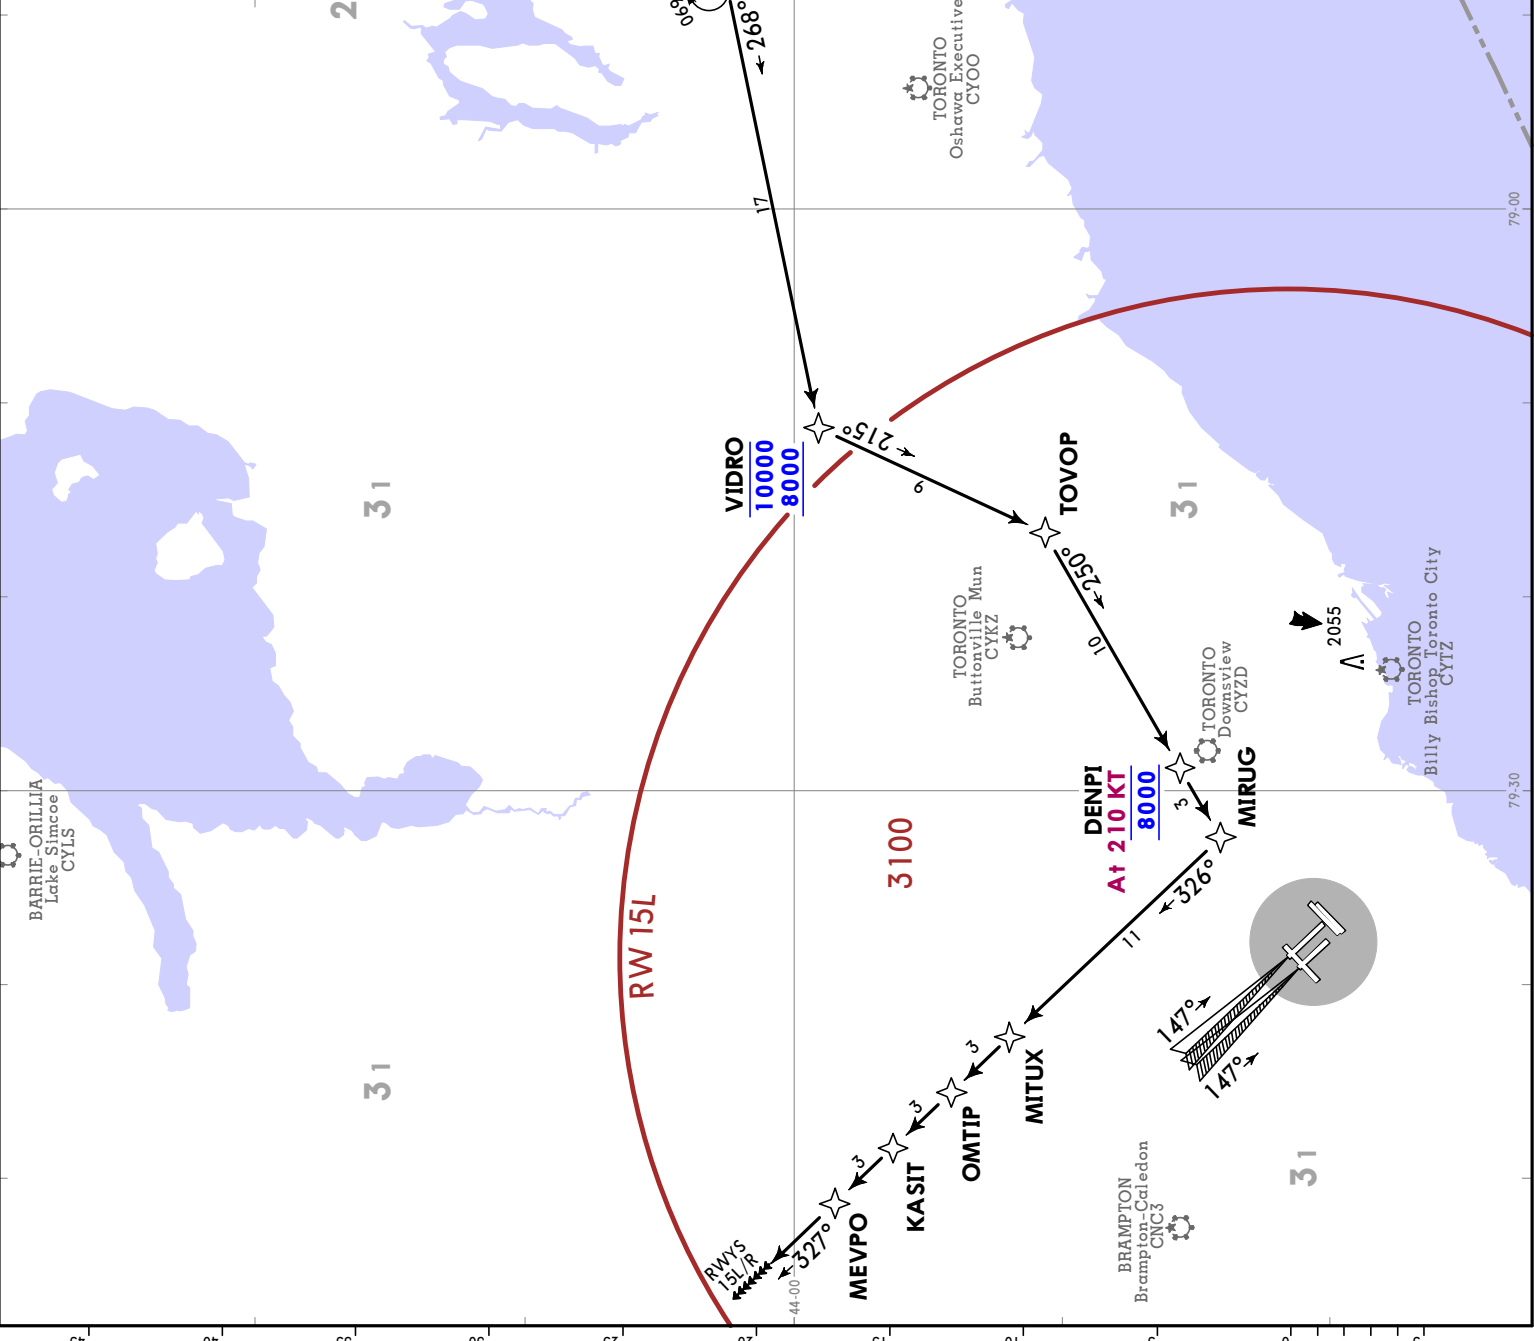 069
268°
TORONTO
Oshawa Executive
CYOO
17
79-00
VIDRO
10000
8000
215°
9
TOVOP
31
31
250°
10
TORONTO
Buttonville Mun
CYKZ
2055
TORONTO
Billy Bishop Toronto City
CYTZ
TORONTO
Downsview
CYZD
DENPI
At 210 KT
8000
3
MIRUG
79-30
BARRIE-ORILLIA
Lake Simcoe
CYLS
3100
RW 15L
326°
11
147°
147°
MITUX
3
OMTIP
3
KASIT
3
MEVPO
327°
RWYS
15L/R
44-00
31
31
BRAMPTON
Brampton-Caledon
CNC3